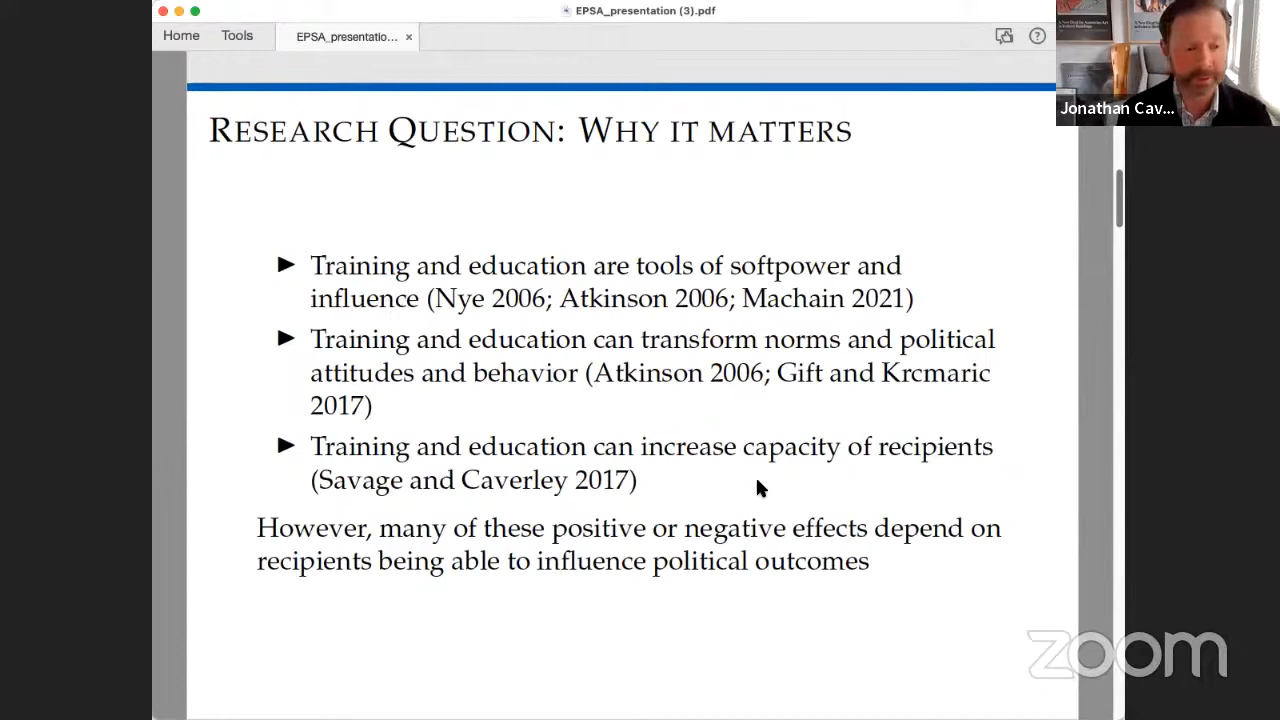 EPSA_presentation (3).pdf
Home
Tools
EPSA_presentatio... ×
?
Jonathan Cav...
RESEARCH QUESTION: WHY IT MATTERS
▶ Training and education are tools of softpower and
influence (Nye 2006; Atkinson 2006; Machain 2021)
▶ Training and education can transform norms and political
attitudes and behavior (Atkinson 2006; Gift and Krcmaric
2017)
▶ Training and education can increase capacity of recipients
(Savage and Caverley 2017)
However, many of these positive or negative effects depend on
recipients being able to influence political outcomes
zoom